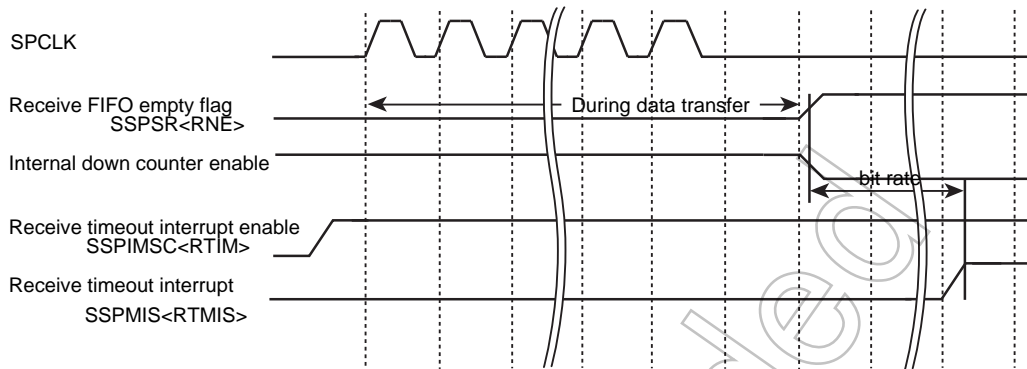 SPCLK
Receive FIFO empty flag
SSPSR<RNE>
During data transfer
Internal down counter enable
bit rate
Receive timeout interrupt enable
SSPIMSC<RTIM>
Receive timeout interrupt
SSPMIS<RTMIS>
ded